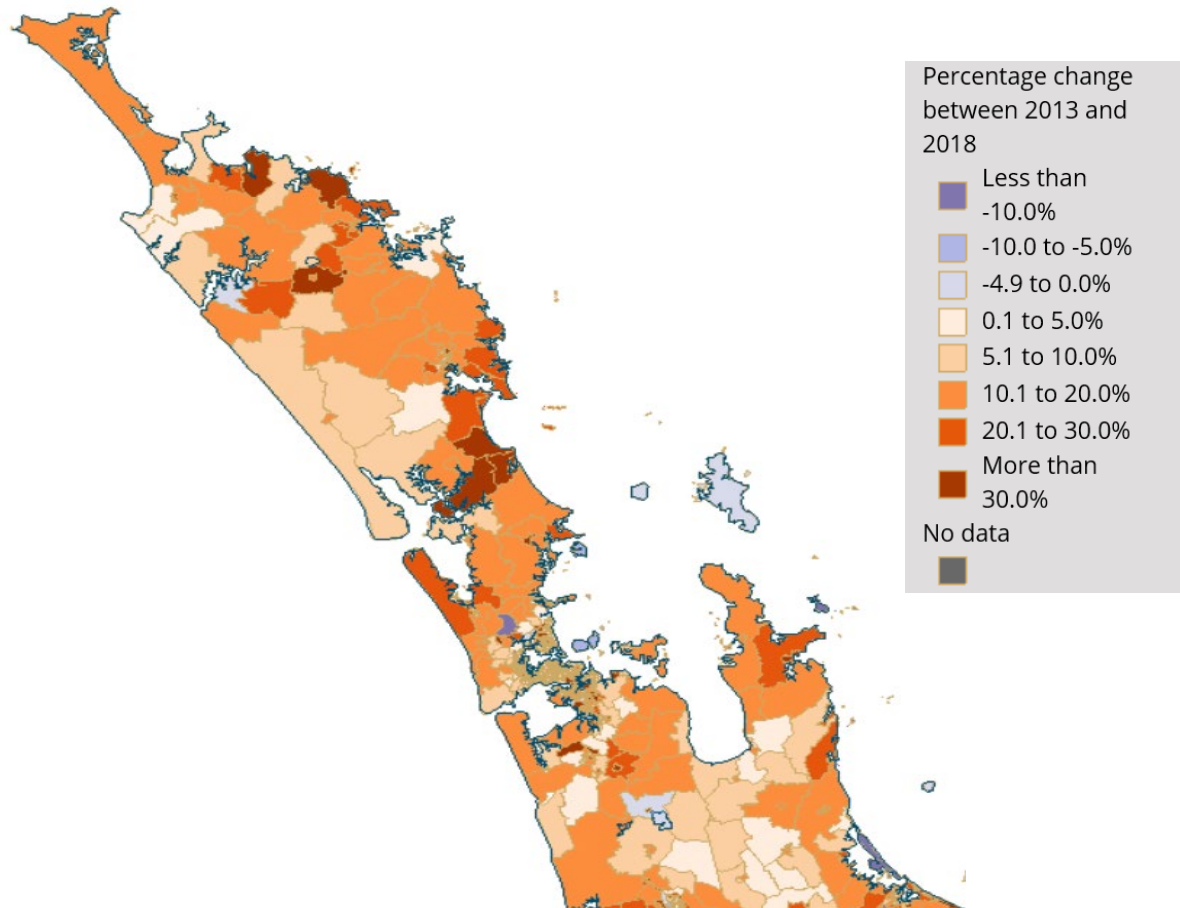 Percentage change
between 2013 and
2018
Less than
-10.0%
-10.0 to -5.0%
-4.9 to 0.0%
0.1 to 5.0%
5.1 to 10.0%
10.1 to 20.0%
20.1 to 30.0%
More than
30.0%
No data